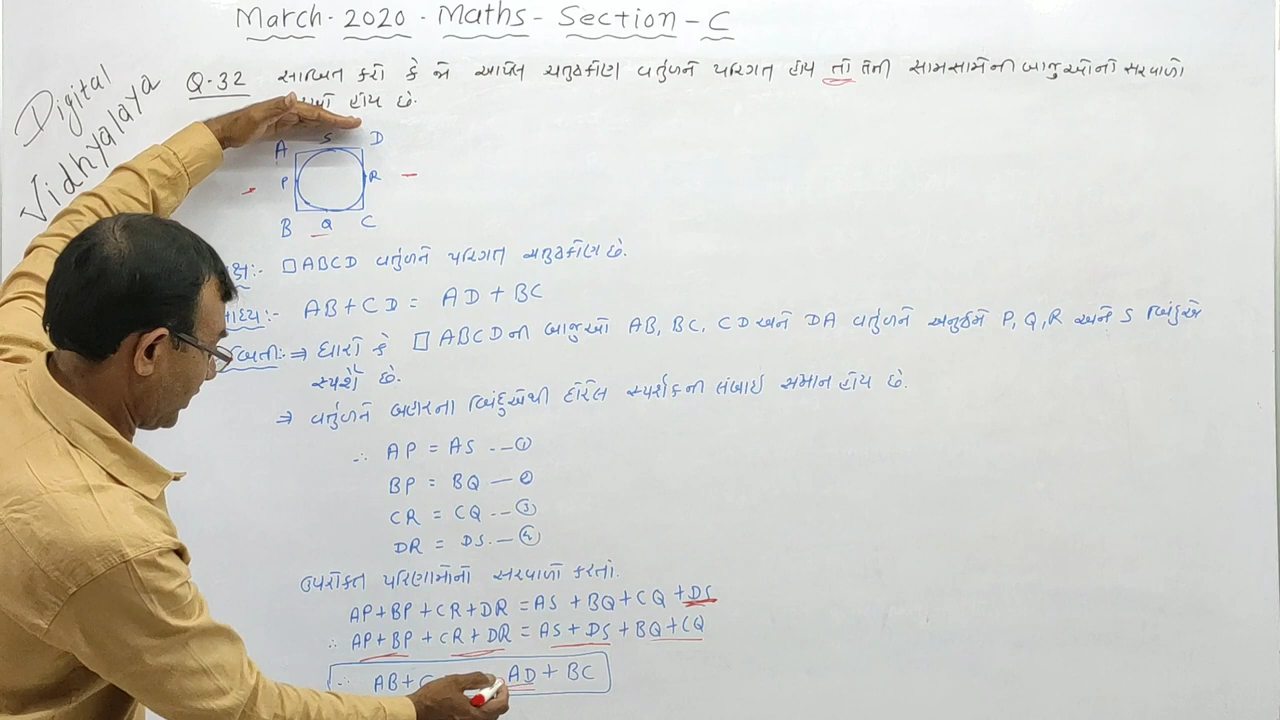 March - 2020 - Maths - Section - C
Digital
Vidhyalaya
Q-32 સાબિત કરો કે જો આપેલ ચતુષ્કોણ વર્તુળને પરિગત હોય તો તેની સામસામેની બાજુઓનો સરવાળો
હોય છે.
A S D
P R
B Q C
□ABCD વર્તુળને પરિગત ચતુષ્કોણ છે.
AB + CD = AD + BC
⇒ ધારો કે □ABCDની બાજુઓ AB, BC, CD અને DA વર્તુળને અનુક્રમે P, Q, R અને S બિંદુએ
સ્પર્શે છે.
⇒ વર્તુળને બહારના બિંદુએથી દોરેલ સ્પર્શકની લંબાઈ સમાન હોય છે.
∴ AP = AS --- ①
BP = BQ — ②
CR = CQ -- ③
DR = DS. — ④
ઉપરોક્ત પરિણામોનો સરવાળો કરતાં.
AP + BP + CR + DR = AS + BQ + CQ + DS
∴ AP + BP + CR + DR = AS + DS + BQ + CQ
∴ AB + C AD + BC